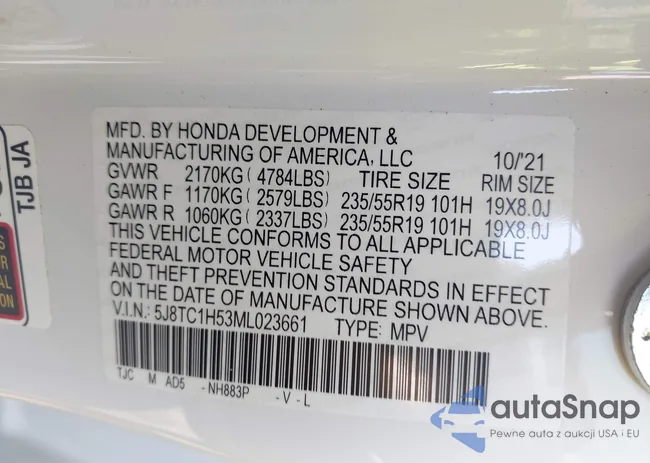 TJB JA
MFD. BY HONDA DEVELOPMENT &
MANUFACTURING OF AMERICA, LLC 10/'21
GVWR 2170KG ( 4784LBS) TIRE SIZE RIM SIZE
GAWR F 1170KG ( 2579LBS) 235/55R19 101H 19X8.0J
GAWR R 1060KG ( 2337LBS) 235/55R19 101H 19X8.0J
THIS VEHICLE CONFORMS TO ALL APPLICABLE
FEDERAL MOTOR VEHICLE SAFETY
AND THEFT PREVENTION STANDARDS IN EFFECT
ON THE DATE OF MANUFACTURE SHOWN ABOVE.
V.I.N.: 5J8TC1H53ML023661 TYPE: MPV
TJC M AD5 -NH883P -V-L
autaSnap
Pewne auta z aukcji USA i EU